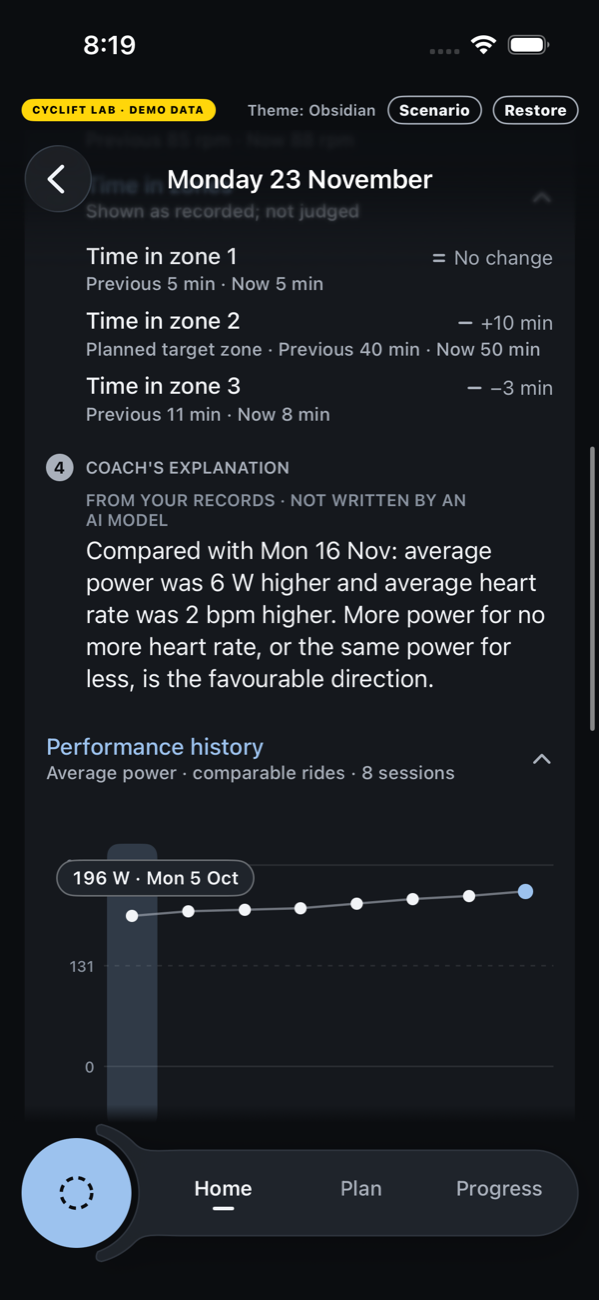 8:19
CYCLIFT LAB · DEMO DATA
Theme: Obsidian
Scenario
Restore
Monday 23 November
Shown as recorded; not judged
Time in zone 1
= No change
Previous 5 min · Now 5 min
Time in zone 2
— +10 min
Planned target zone · Previous 40 min · Now 50 min
Time in zone 3
— −3 min
Previous 11 min · Now 8 min
4 COACH'S EXPLANATION
FROM YOUR RECORDS · NOT WRITTEN BY AN
AI MODEL
Compared with Mon 16 Nov: average
power was 6 W higher and average heart
rate was 2 bpm higher. More power for no
more heart rate, or the same power for
less, is the favourable direction.
Performance history
Average power · comparable rides · 8 sessions
196 W · Mon 5 Oct
131
0
Home
Plan
Progress